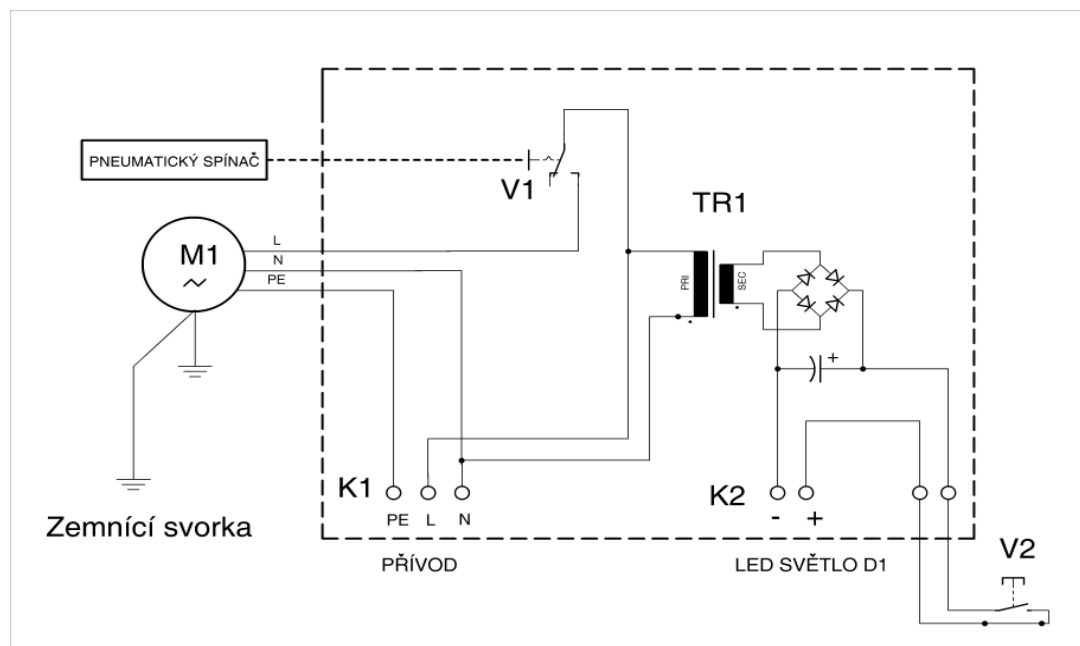 PNEUMATICKÝ SPÍNAČ
V1
TR1
M1
L
N
PE
PRI
SEC
+
K1
PE L N
K2
- +
Zemnící svorka
PŘÍVOD
LED SVĚTLO D1
V2